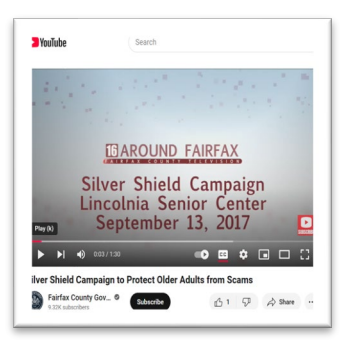 YouTube
Search
16 AROUND FAIRFAX
FAIRFAX COUNTY TELEVISION
Silver Shield Campaign
Lincolnia Senior Center
September 13, 2017
Play (k)
0:03 / 1:30
CC
ilver Shield Campaign to Protect Older Adults from Scams
Fairfax County Gov...
9.33K subscribers
Subscribe
1
Share